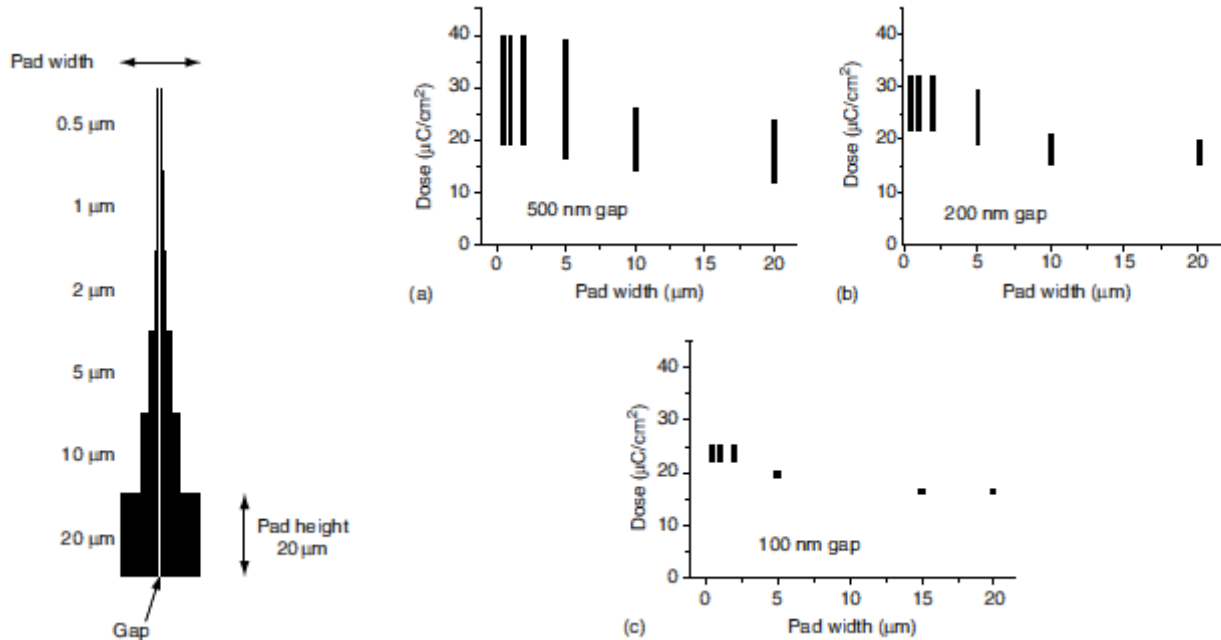 Pad width
0.5 μm
1 μm
2 μm
5 μm
10 μm
20 μm
Pad height
20 μm
Gap
Dose (μC/cm²)
40
30
20
10
0
500 nm gap
0 5 10 15 20
(a) Pad width (μm)
Dose (μC/cm²)
40
30
20
10
0
200 nm gap
0 5 10 15 20
(b) Pad width (μm)
Dose (μC/cm²)
40
30
20
10
0
100 nm gap
0 5 10 15 20
(c) Pad width (μm)